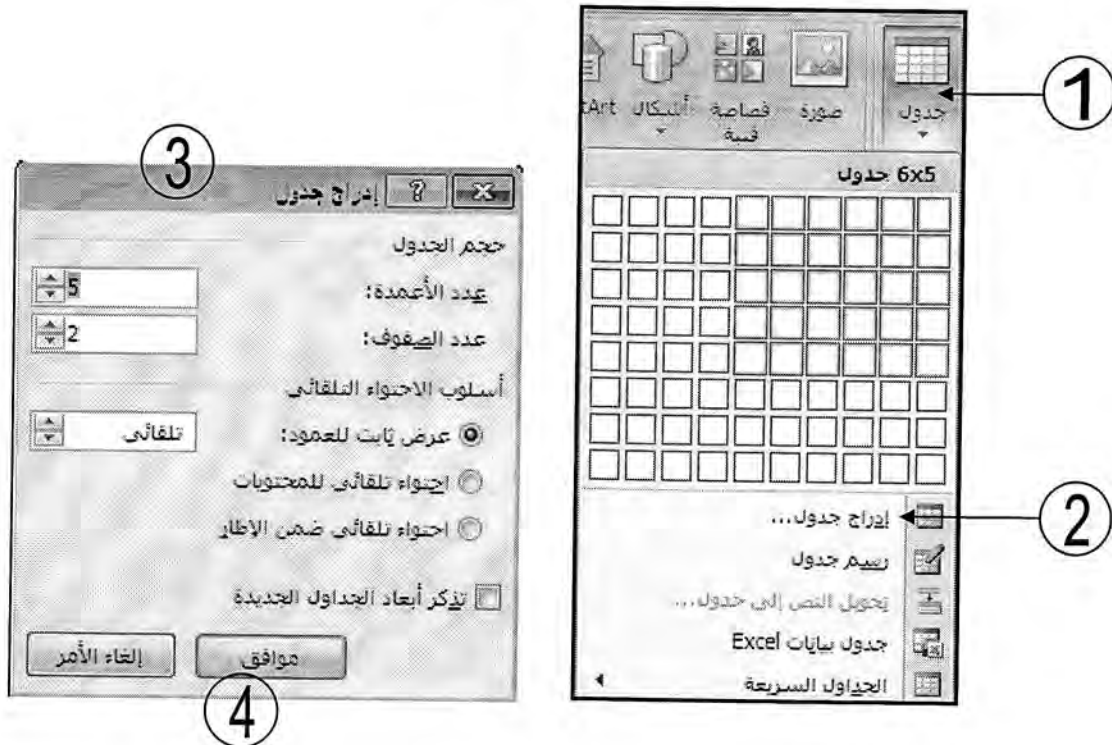 جدول
صورة
قصاصة
فنية
أشكال
tArt
1
6x5 جدول
إدراج جدول...
2
رسم جدول
تحويل النص إلى جدول...
جدول بيانات Excel
الجداول السريعة
3
إدراج جدول
حجم الجدول
عدد الأعمدة: 5
عدد الصفوف: 2
أسلوب الاحتواء التلقائي
عرض ثابت للعمود: تلقائي
احتواء تلقائي للمحتويات
احتواء تلقائي ضمن الإطار
تذكر أبعاد الجداول الجديدة
موافق
إلغاء الأمر
4